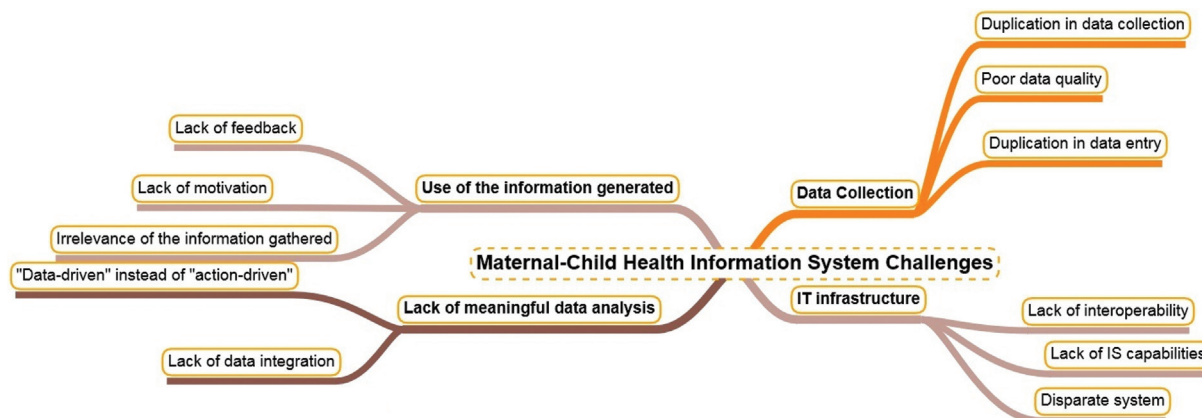 Duplication in data collection
Poor data quality
Lack of feedback
Duplication in data entry
Lack of motivation
Use of the information generated
Data Collection
Irrelevance of the information gathered
Maternal-Child Health Information System Challenges
"Data-driven" instead of "action-driven"
Lack of meaningful data analysis
IT infrastructure
Lack of interoperability
Lack of IS capabilities
Lack of data integration
Disparate system